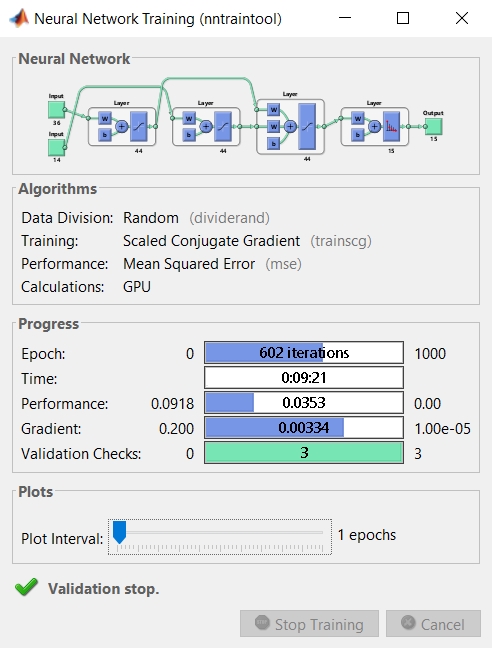 Neural Network Training (nntraintool)
Neural Network
Input
36
Input
14
Layer
W
b
+
44
Layer
W
b
+
44
Layer
W
W
b
+
44
Layer
W
b
+
15
Output
15
Algorithms
Data Division: Random (dividerand)
Training: Scaled Conjugate Gradient (trainscg)
Performance: Mean Squared Error (mse)
Calculations: GPU
Progress
Epoch: 0 602 iterations 1000
Time: 0:09:21
Performance: 0.0918 0.0353 0.00
Gradient: 0.200 0.00334 1.00e-05
Validation Checks: 0 3 3
Plots
Plot Interval: 1 epochs
Validation stop.
Stop Training Cancel